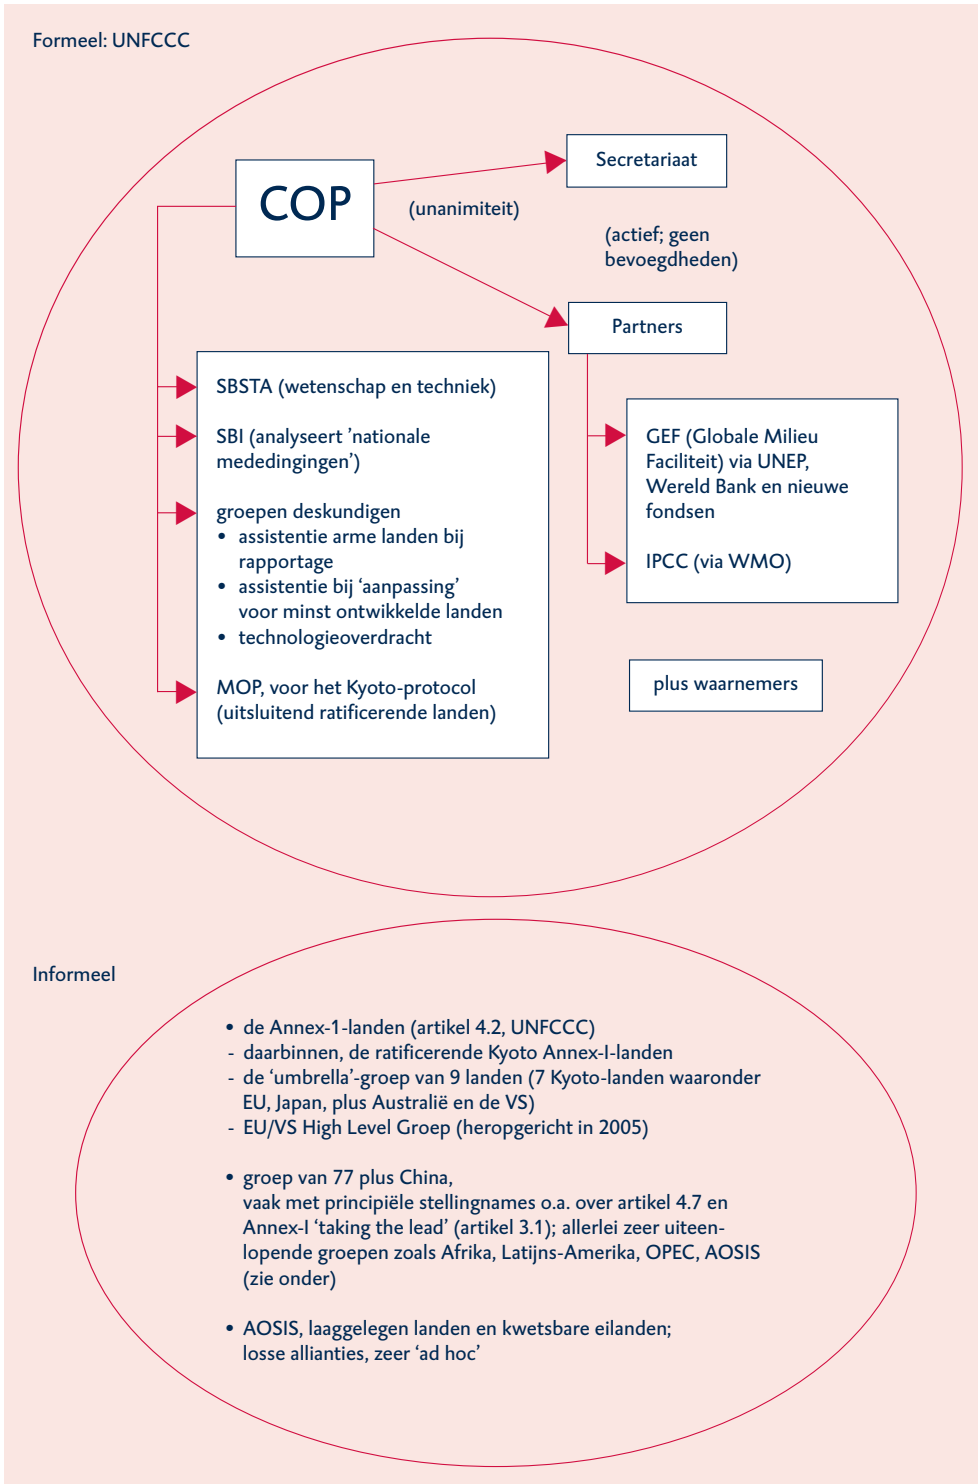 Formeel: UNFCCC
COP
(unanimiteit)
Secretariaat
(actief; geen
bevoegdheden)
Partners
SBSTA (wetenschap en techniek)
SBI (analyseert ’nationale
mededingingen’)
groepen deskundigen
• assistentie arme landen bij
rapportage
• assistentie bij ‘aanpassing’
voor minst ontwikkelde landen
• technologieoverdracht
MOP, voor het Kyoto-protocol
(uitsluitend ratificerende landen)
GEF (Globale Milieu
Faciliteit) via UNEP,
Wereld Bank en nieuwe
fondsen
IPCC (via WMO)
plus waarnemers
Informeel
• de Annex-1-landen (artikel 4.2, UNFCCC)
- daarbinnen, de ratificerende Kyoto Annex-I-landen
- de ‘umbrella’-groep van 9 landen (7 Kyoto-landen waaronder
EU, Japan, plus Australië en de VS)
- EU/VS High Level Groep (heropgericht in 2005)
• groep van 77 plus China,
vaak met principiële stellingnames o.a. over artikel 4.7 en
Annex-I ‘taking the lead’ (artikel 3.1); allerlei zeer uiteen-
lopende groepen zoals Afrika, Latijns-Amerika, OPEC, AOSIS
(zie onder)
• AOSIS, laaggelegen landen en kwetsbare eilanden;
losse allianties, zeer ‘ad hoc’